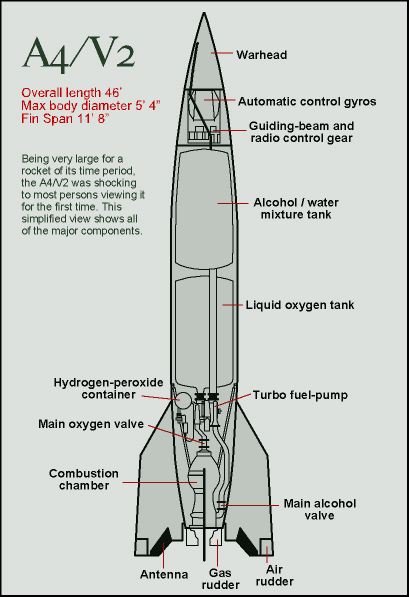 A4/V2
Overall length 46'
Max body diameter 5' 4"
Fin Span 11' 8"
Being very large for a
rocket of its time period,
the A4/V2 was shocking
to most persons viewing it
for the first time. This
simplified view shows all
of the major components.
Warhead
Automatic control gyros
Guiding-beam and
radio control gear
Alcohol / water
mixture tank
Liquid oxygen tank
Hydrogen-peroxide
container
Turbo fuel-pump
Main oxygen valve
Combustion
chamber
Main alcohol
valve
Antenna
Gas
rudder
Air
rudder